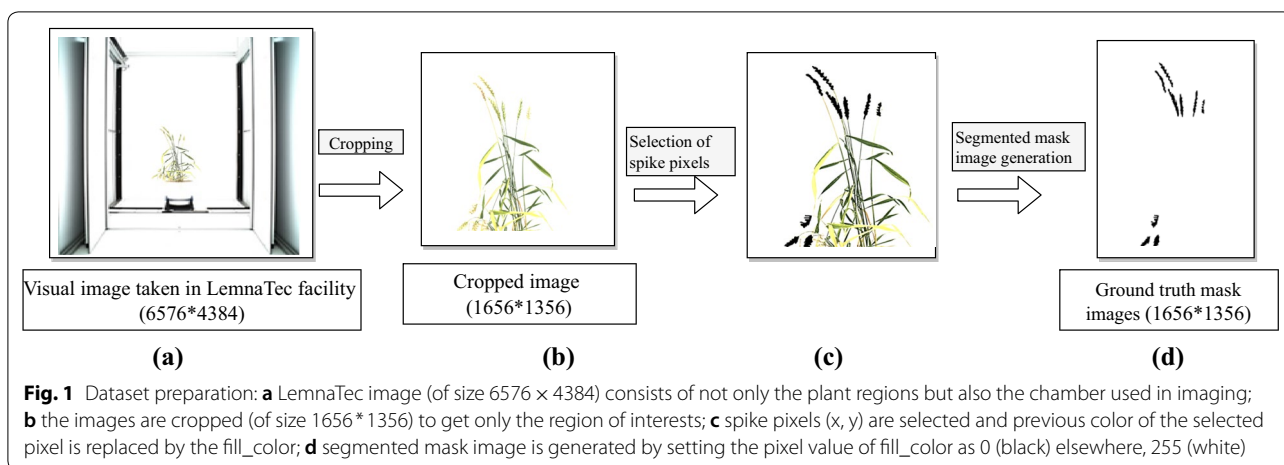 Cropping
Selection of
spike pixels
Segmented mask
image generation
Visual image taken in LemnaTec facility
(6576*4384)
Cropped image
(1656*1356)
Ground truth mask
images (1656*1356)
(a)
(b)
(c)
(d)
Fig. 1 Dataset preparation: a LemnaTec image (of size 6576 × 4384) consists of not only the plant regions but also the chamber used in imaging;
b the images are cropped (of size 1656 * 1356) to get only the region of interests; c spike pixels (x, y) are selected and previous color of the selected
pixel is replaced by the fill_color; d segmented mask image is generated by setting the pixel value of fill_color as 0 (black) elsewhere, 255 (white)